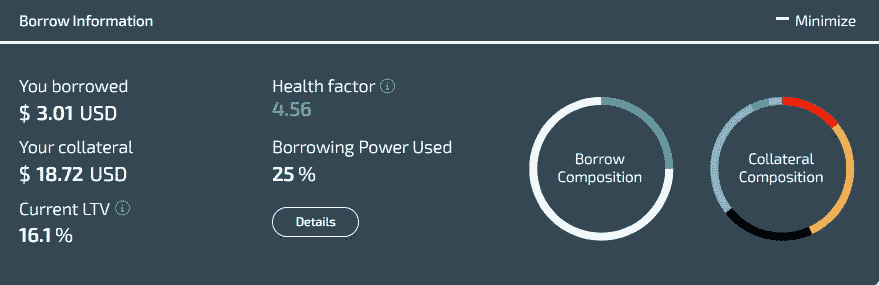 Borrow Information
Minimize
You borrowed
$ 3.01 USD
Your collateral
$ 18.72 USD
Current LTV
16.1 %
Health factor
4.56
Borrowing Power Used
25 %
Details
Borrow
Composition
Collateral
Composition